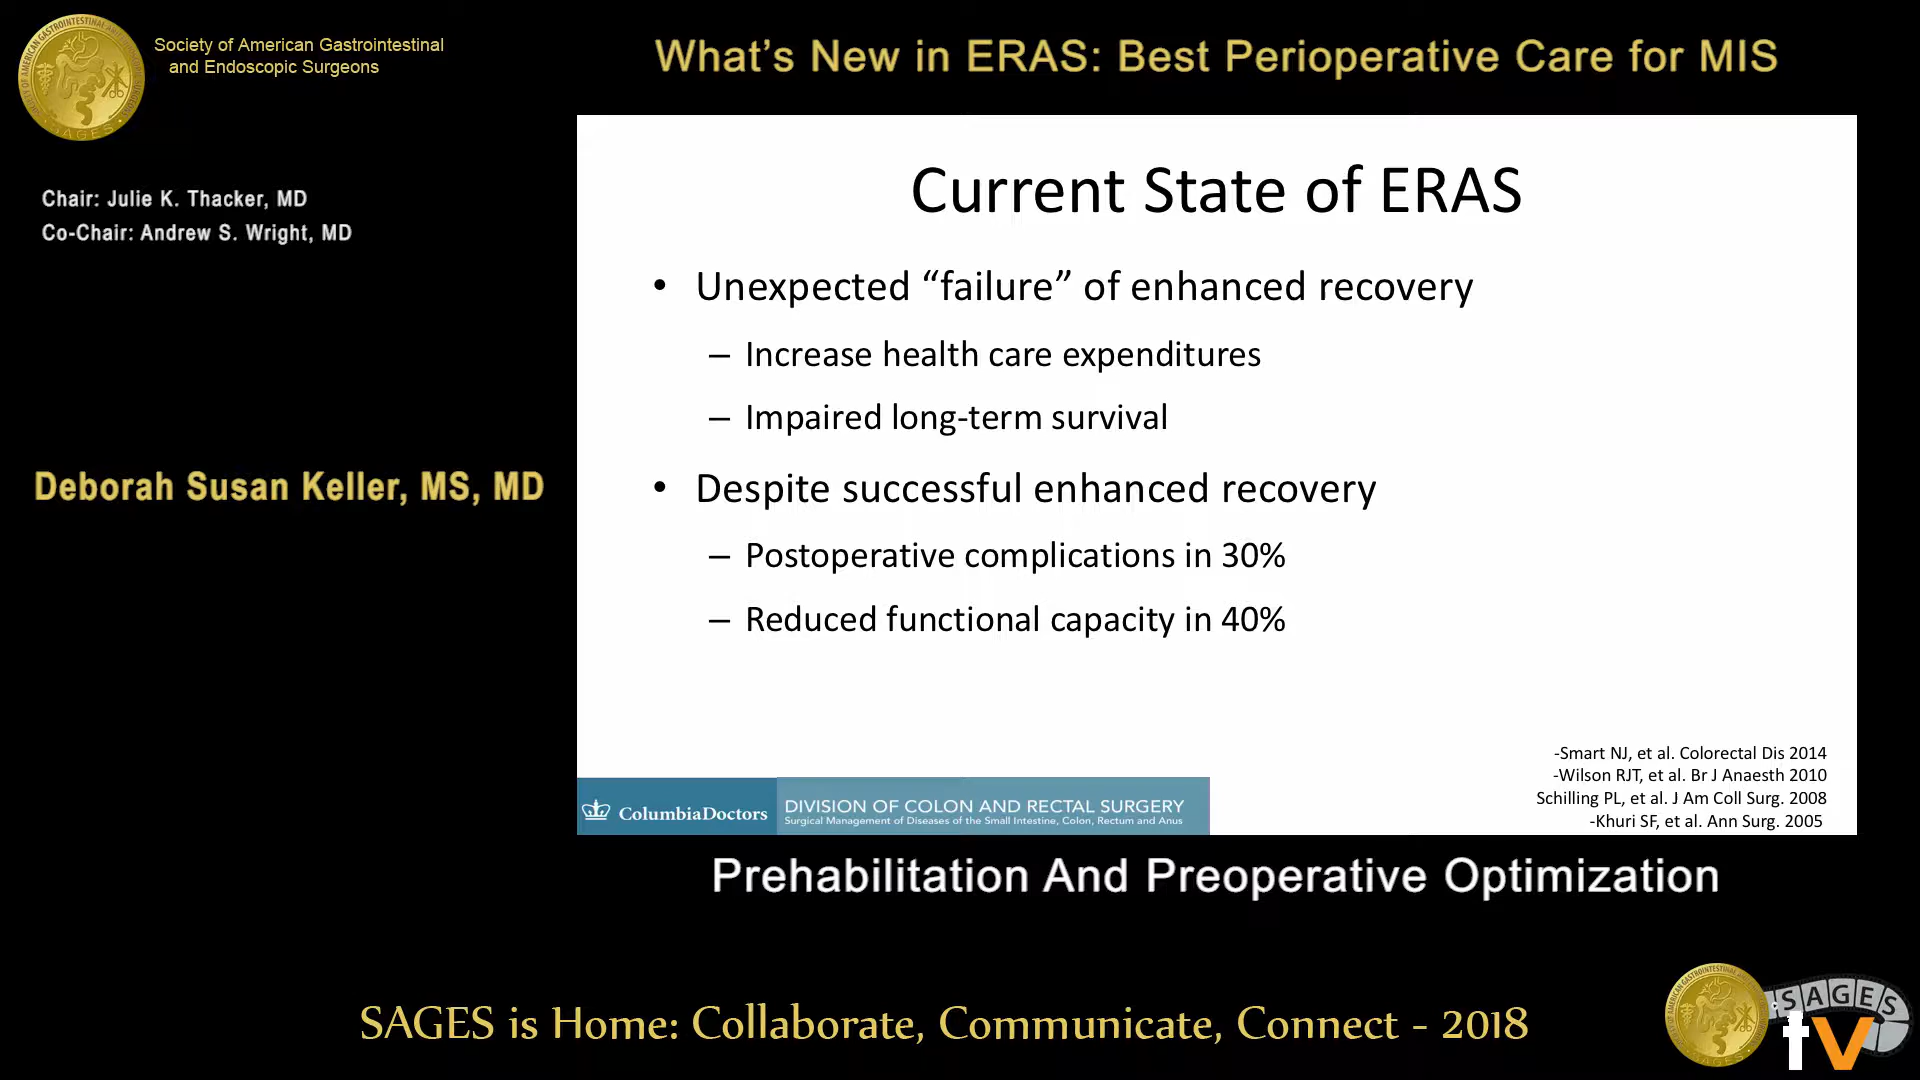 Society of American Gastrointestinal
and Endoscopic Surgeons
What's New in ERAS: Best Perioperative Care for MIS
Chair: Julie K. Thacker, MD
Co-Chair: Andrew S. Wright, MD
Deborah Susan Keller, MS, MD
Current State of ERAS
• Unexpected “failure” of enhanced recovery
– Increase health care expenditures
– Impaired long-term survival
• Despite successful enhanced recovery
– Postoperative complications in 30%
– Reduced functional capacity in 40%
-Smart NJ, et al. Colorectal Dis 2014
-Wilson RJT, et al. Br J Anaesth 2010
Schilling PL, et al. J Am Coll Surg. 2008
-Khuri SF, et al. Ann Surg. 2005
ColumbiaDoctors
DIVISION OF COLON AND RECTAL SURGERY
Surgical Management of Diseases of the Small Intestine, Colon, Rectum and Anus
Prehabilitation And Preoperative Optimization
SAGES is Home: Collaborate, Communicate, Connect - 2018
SAGES
tv